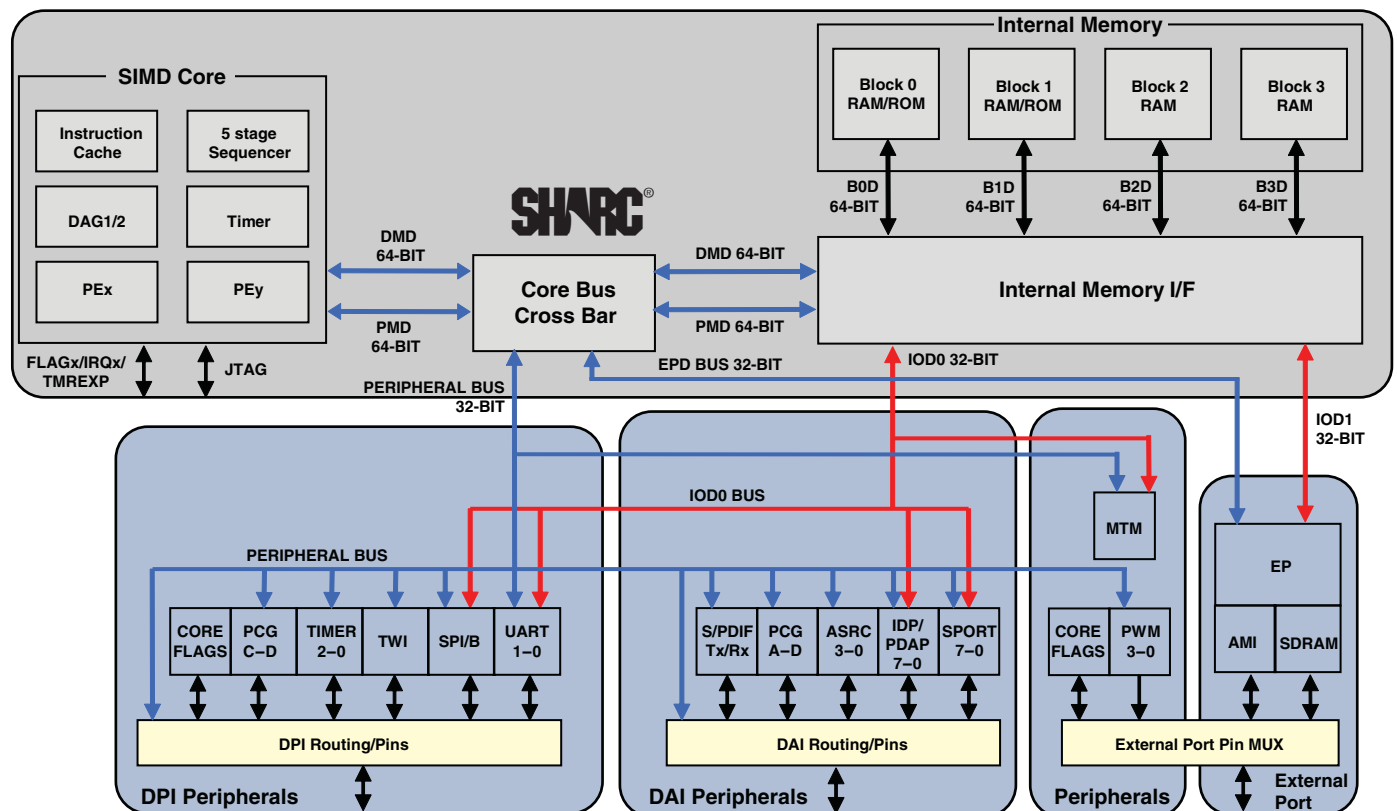 Internal Memory
SIMD Core
Block 0
RAM/ROM
Block 1
RAM/ROM
Block 2
RAM
Block 3
RAM
Instruction
Cache
5 stage
Sequencer
DAG1/2
Timer
PEx
PEy
SHARC®
B0D
64-BIT
B1D
64-BIT
B2D
64-BIT
B3D
64-BIT
DMD
64-BIT
PMD
64-BIT
Core Bus
Cross Bar
DMD 64-BIT
PMD 64-BIT
Internal Memory I/F
FLAGx/IRQx/
TMREXP
JTAG
PERIPHERAL BUS
32-BIT
EPD BUS 32-BIT
IOD0 32-BIT
IOD1
32-BIT
IOD0 BUS
PERIPHERAL BUS
MTM
EP
CORE
FLAGS
PCG
C–D
TIMER
2–0
TWI
SPI/B
UART
1–0
S/PDIF
Tx/Rx
PCG
A–D
ASRC
3–0
IDP/
PDAP
7–0
SPORT
7–0
CORE
FLAGS
PWM
3–0
AMI
SDRAM
DPI Routing/Pins
DAI Routing/Pins
External Port Pin MUX
DPI Peripherals
DAI Peripherals
Peripherals
External
Port